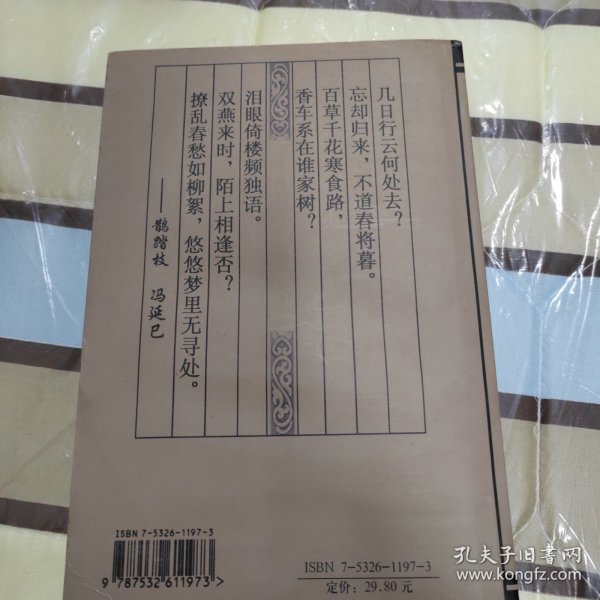 几日行云何处去？
忘却归来，不道春将暮。
百草千花寒食路，
香车系在谁家树？
泪眼倚楼频独语。
双燕来时，陌上相逢否？
撩乱春愁如柳絮，悠悠梦里无寻处。
——鹊踏枝 冯延巳
ISBN 7-5326-1197-3
9 787532 611973 >
ISBN 7-5326-1197-3
定价：29.80 元
孔夫子旧书网
www.kongfz.com